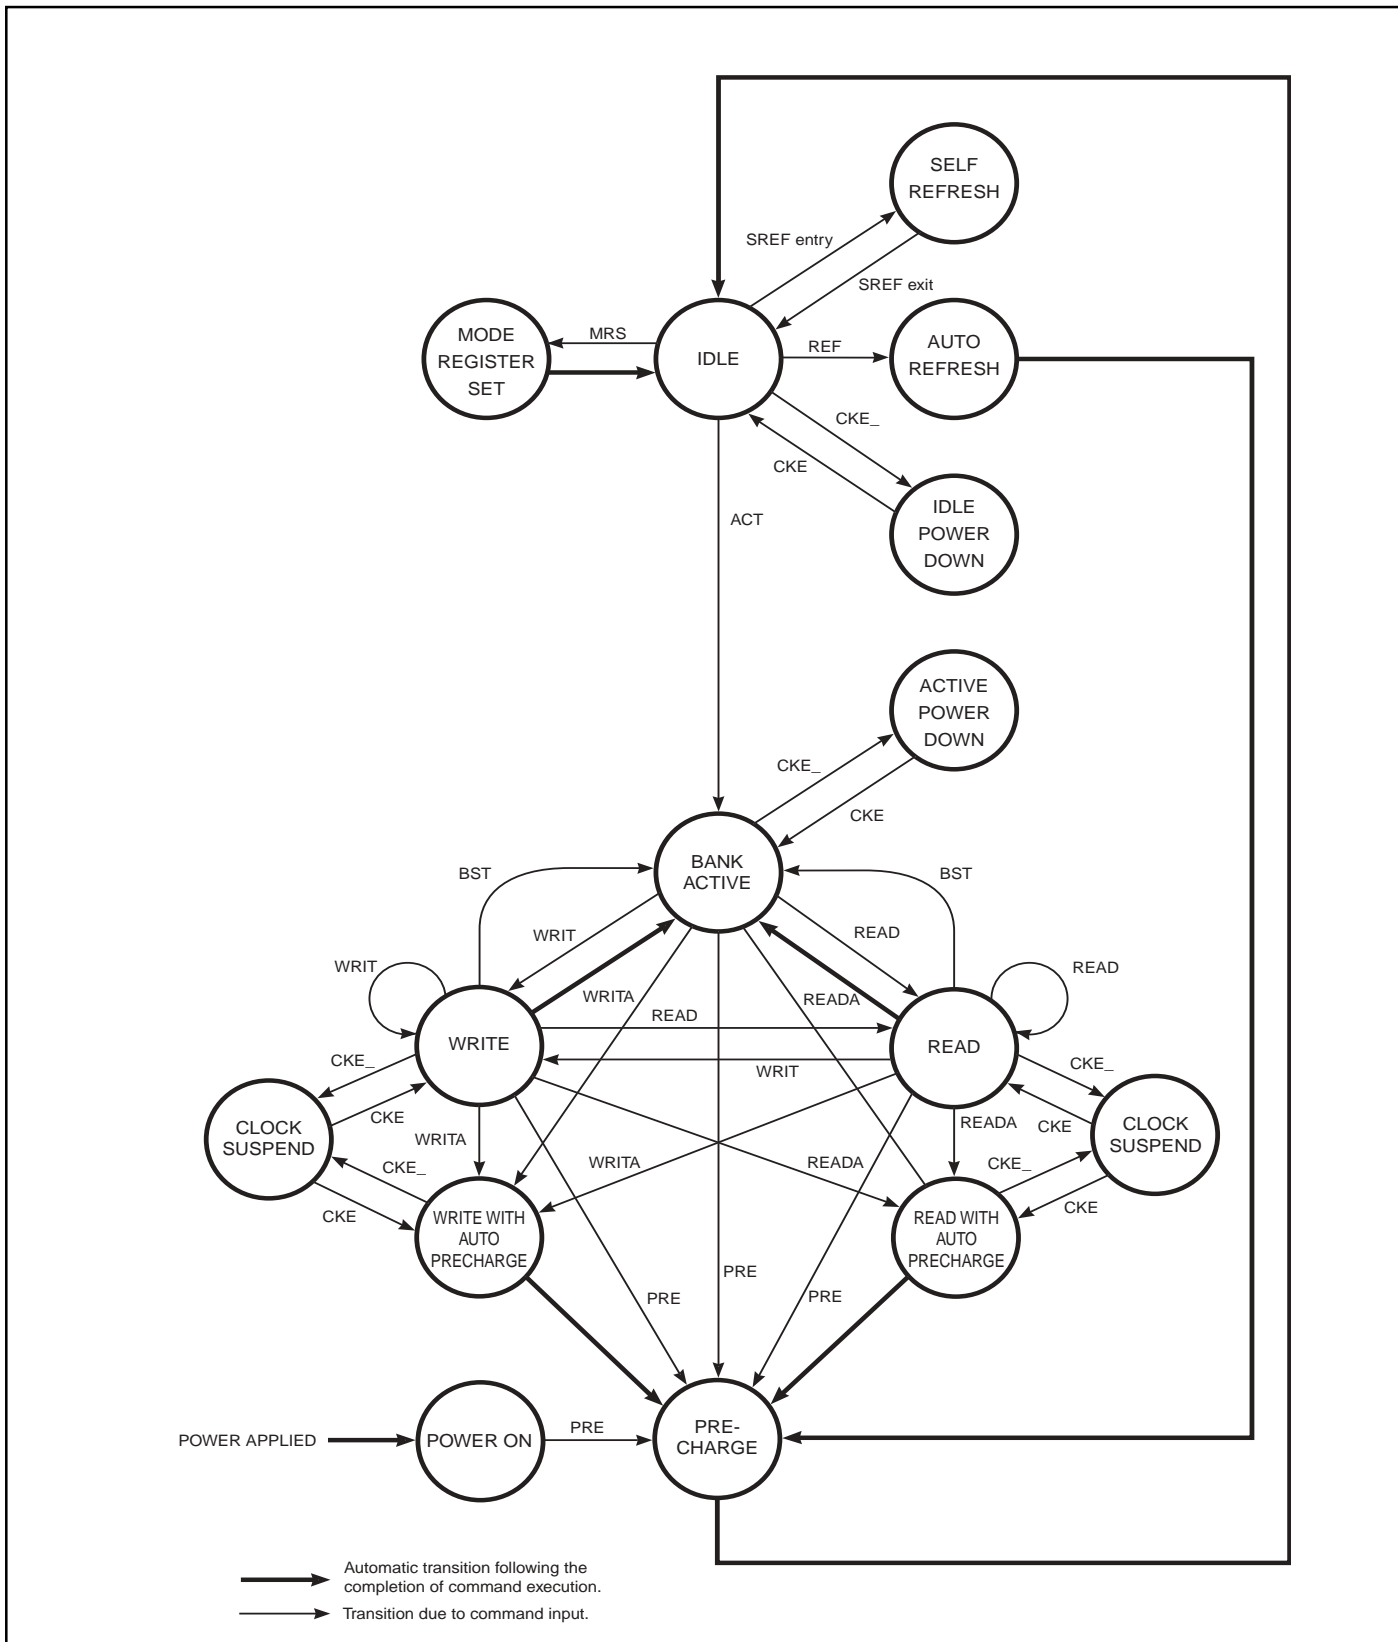 SELF
REFRESH
SREF entry
SREF exit
MODE
REGISTER
SET
MRS
IDLE
REF
AUTO
REFRESH
CKE_
CKE
IDLE
POWER
DOWN
ACT
ACTIVE
POWER
DOWN
CKE_
CKE
BANK
ACTIVE
BST
BST
WRIT
READ
WRIT
READ
WRITA
READA
READ
WRITE
READ
WRIT
CKE_
CKE_
CKE
CKE
CLOCK
SUSPEND
CLOCK
SUSPEND
WRITA
READA
WRITA
READA
CKE_
CKE_
CKE
CKE
WRITE WITH
AUTO
PRECHARGE
READ WITH
AUTO
PRECHARGE
PRE
PRE
PRE
POWER APPLIED
POWER ON
PRE
PRE-
CHARGE
Automatic transition following the
completion of command execution.
Transition due to command input.